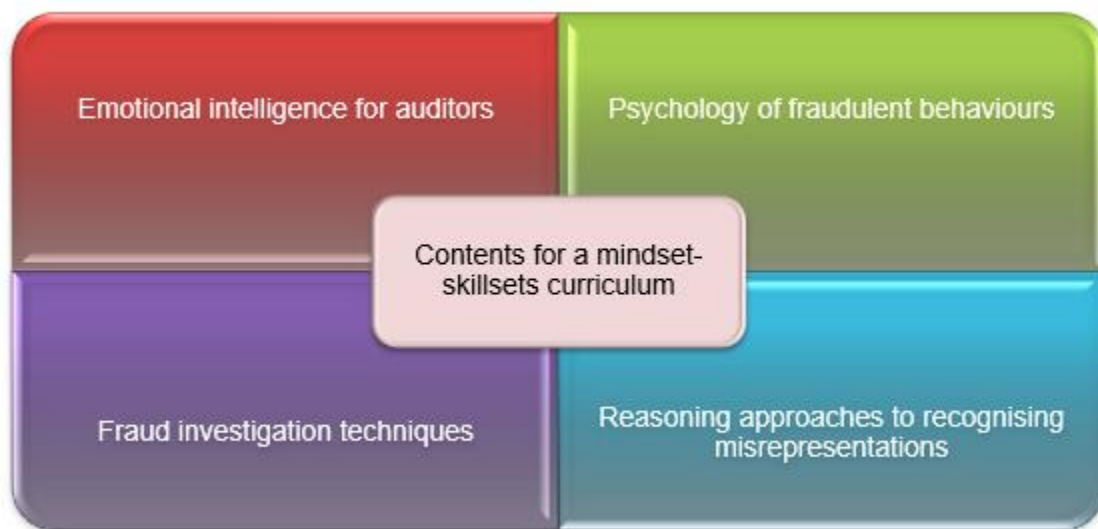 Emotional intelligence for auditors
Psychology of fraudulent behaviours
Contents for a mindset-
skillsets curriculum
Fraud investigation techniques
Reasoning approaches to recognising
misrepresentations